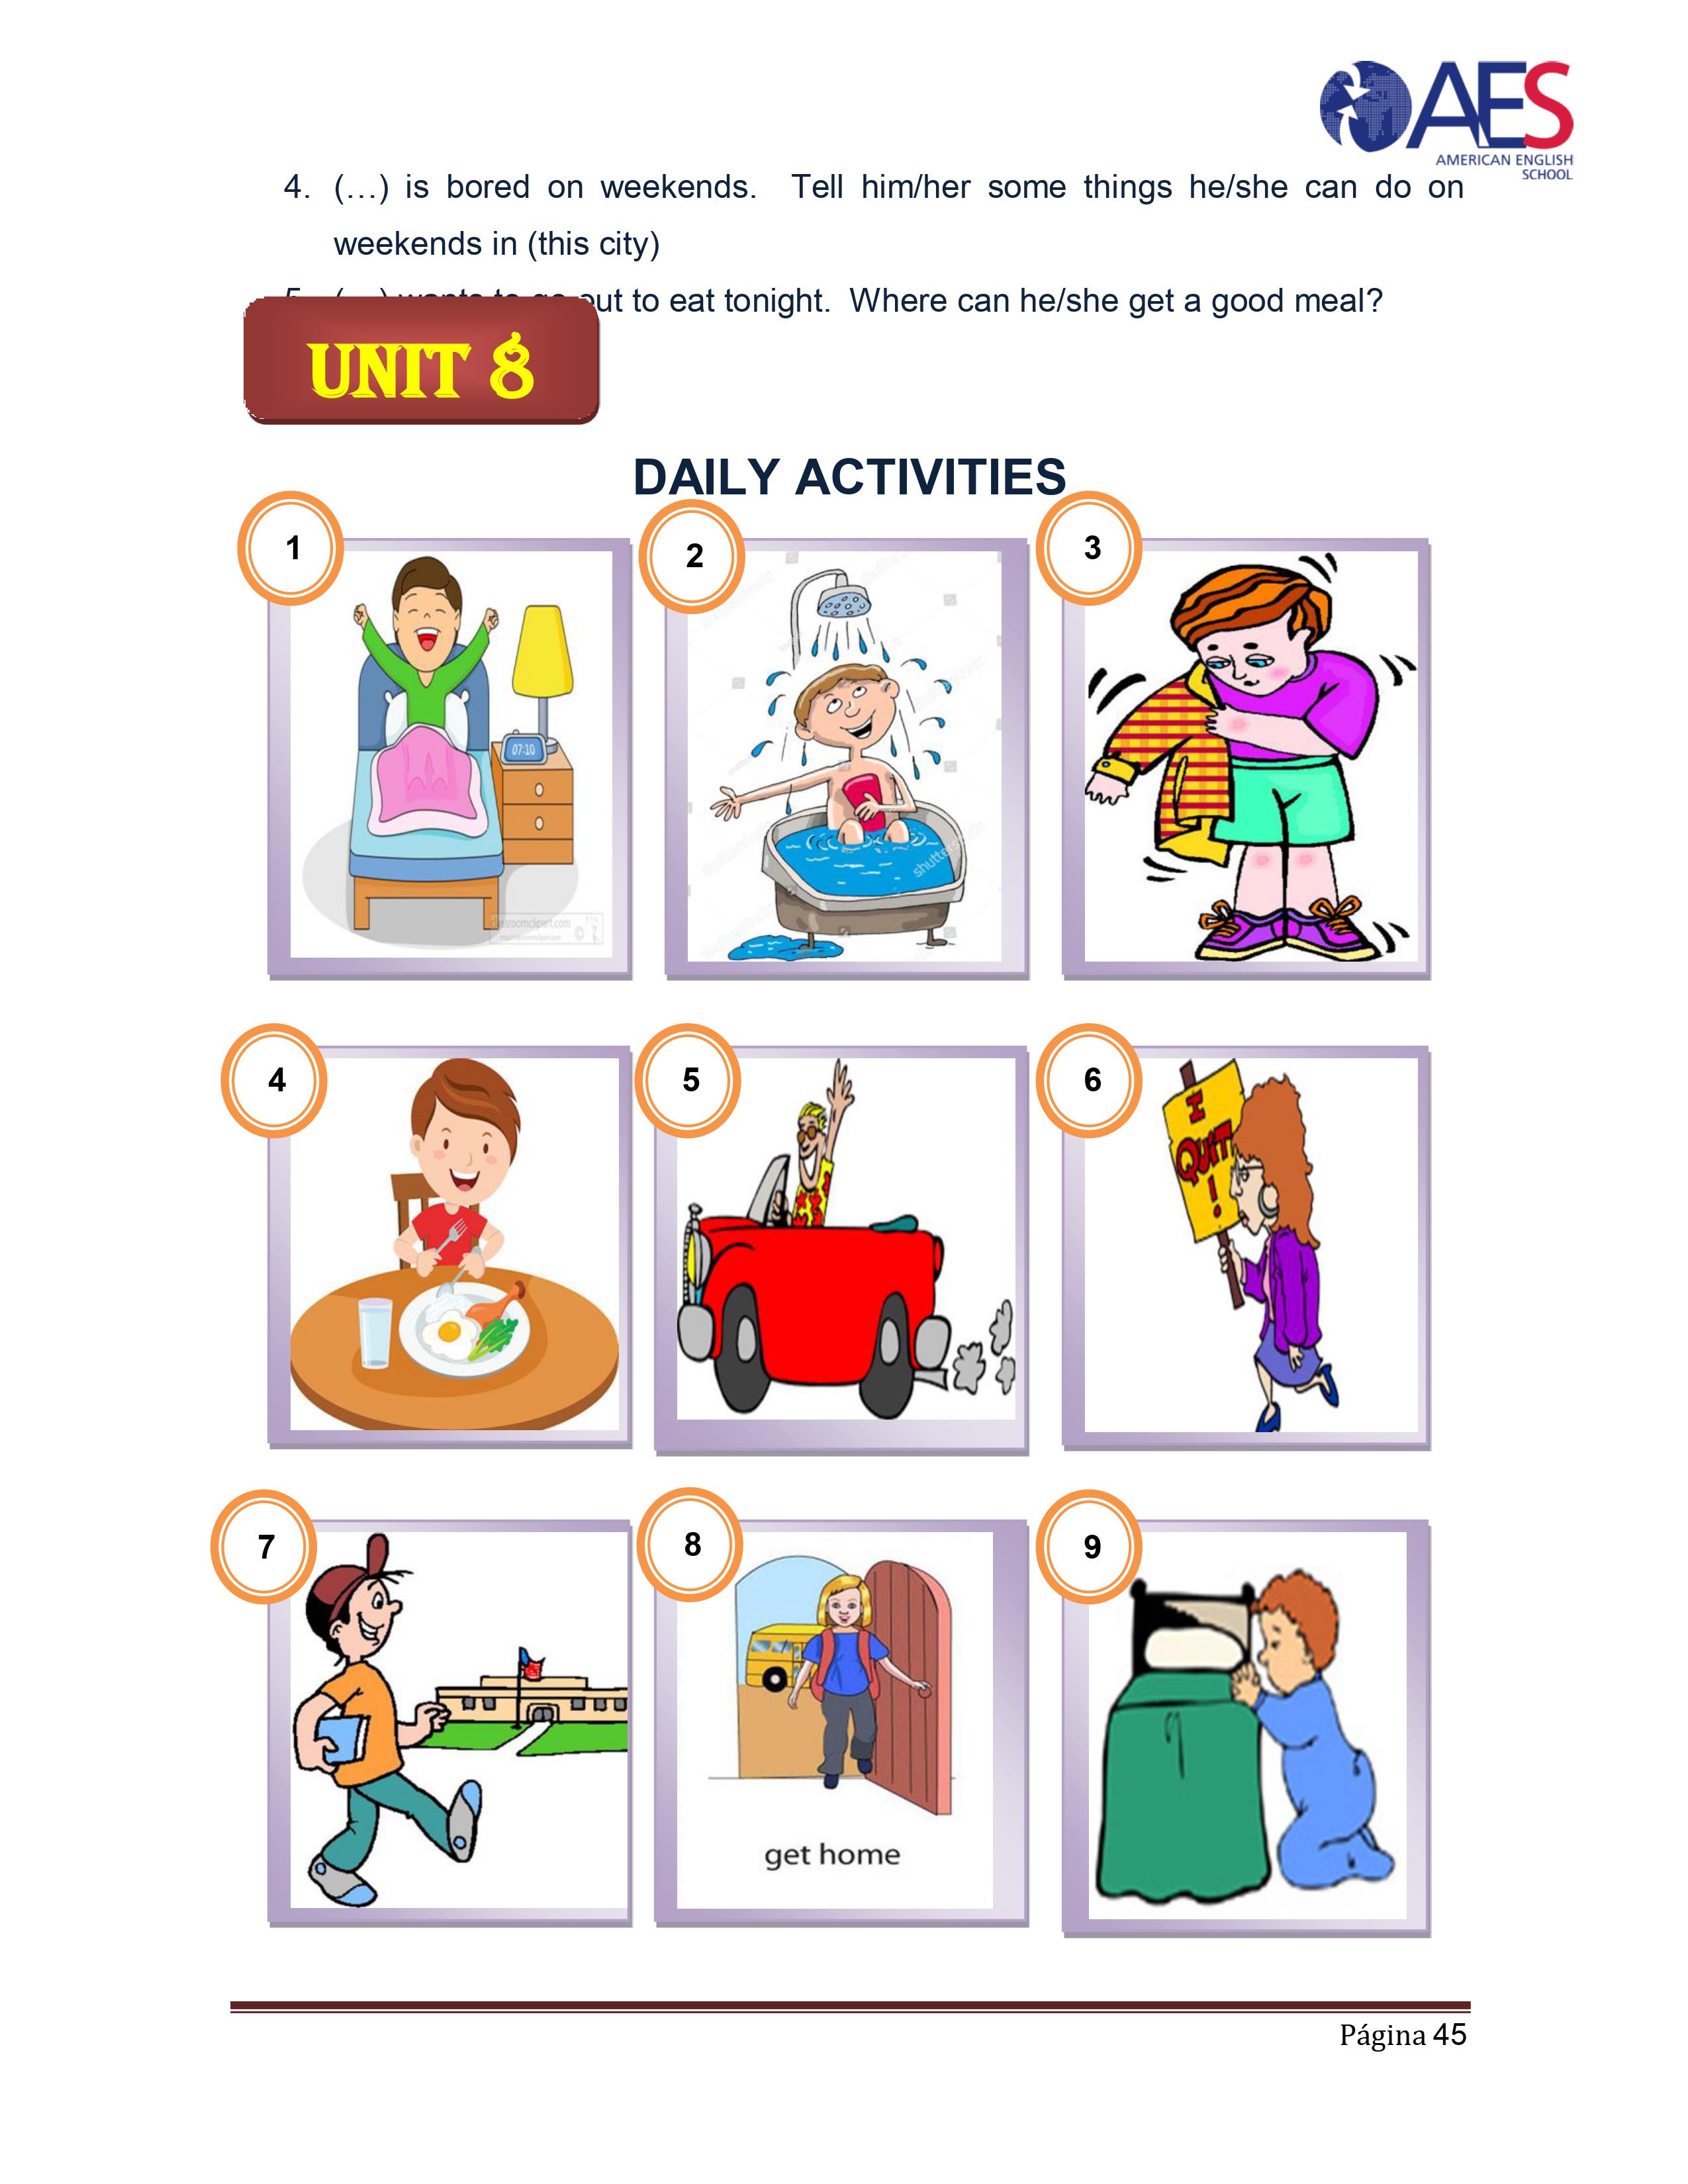 AES
AMERICAN ENGLISH
SCHOOL
4. (…) is bored on weekends. Tell him/her some things he/she can do on
weekends in (this city)
5. (…) wants to go out to eat tonight. Where can he/she get a good meal?
UNIT 8
DAILY ACTIVITIES
1
2
3
07:10
shutterstock
4
5
6
I
QUIT
!
7
8
9
get home
Página 45